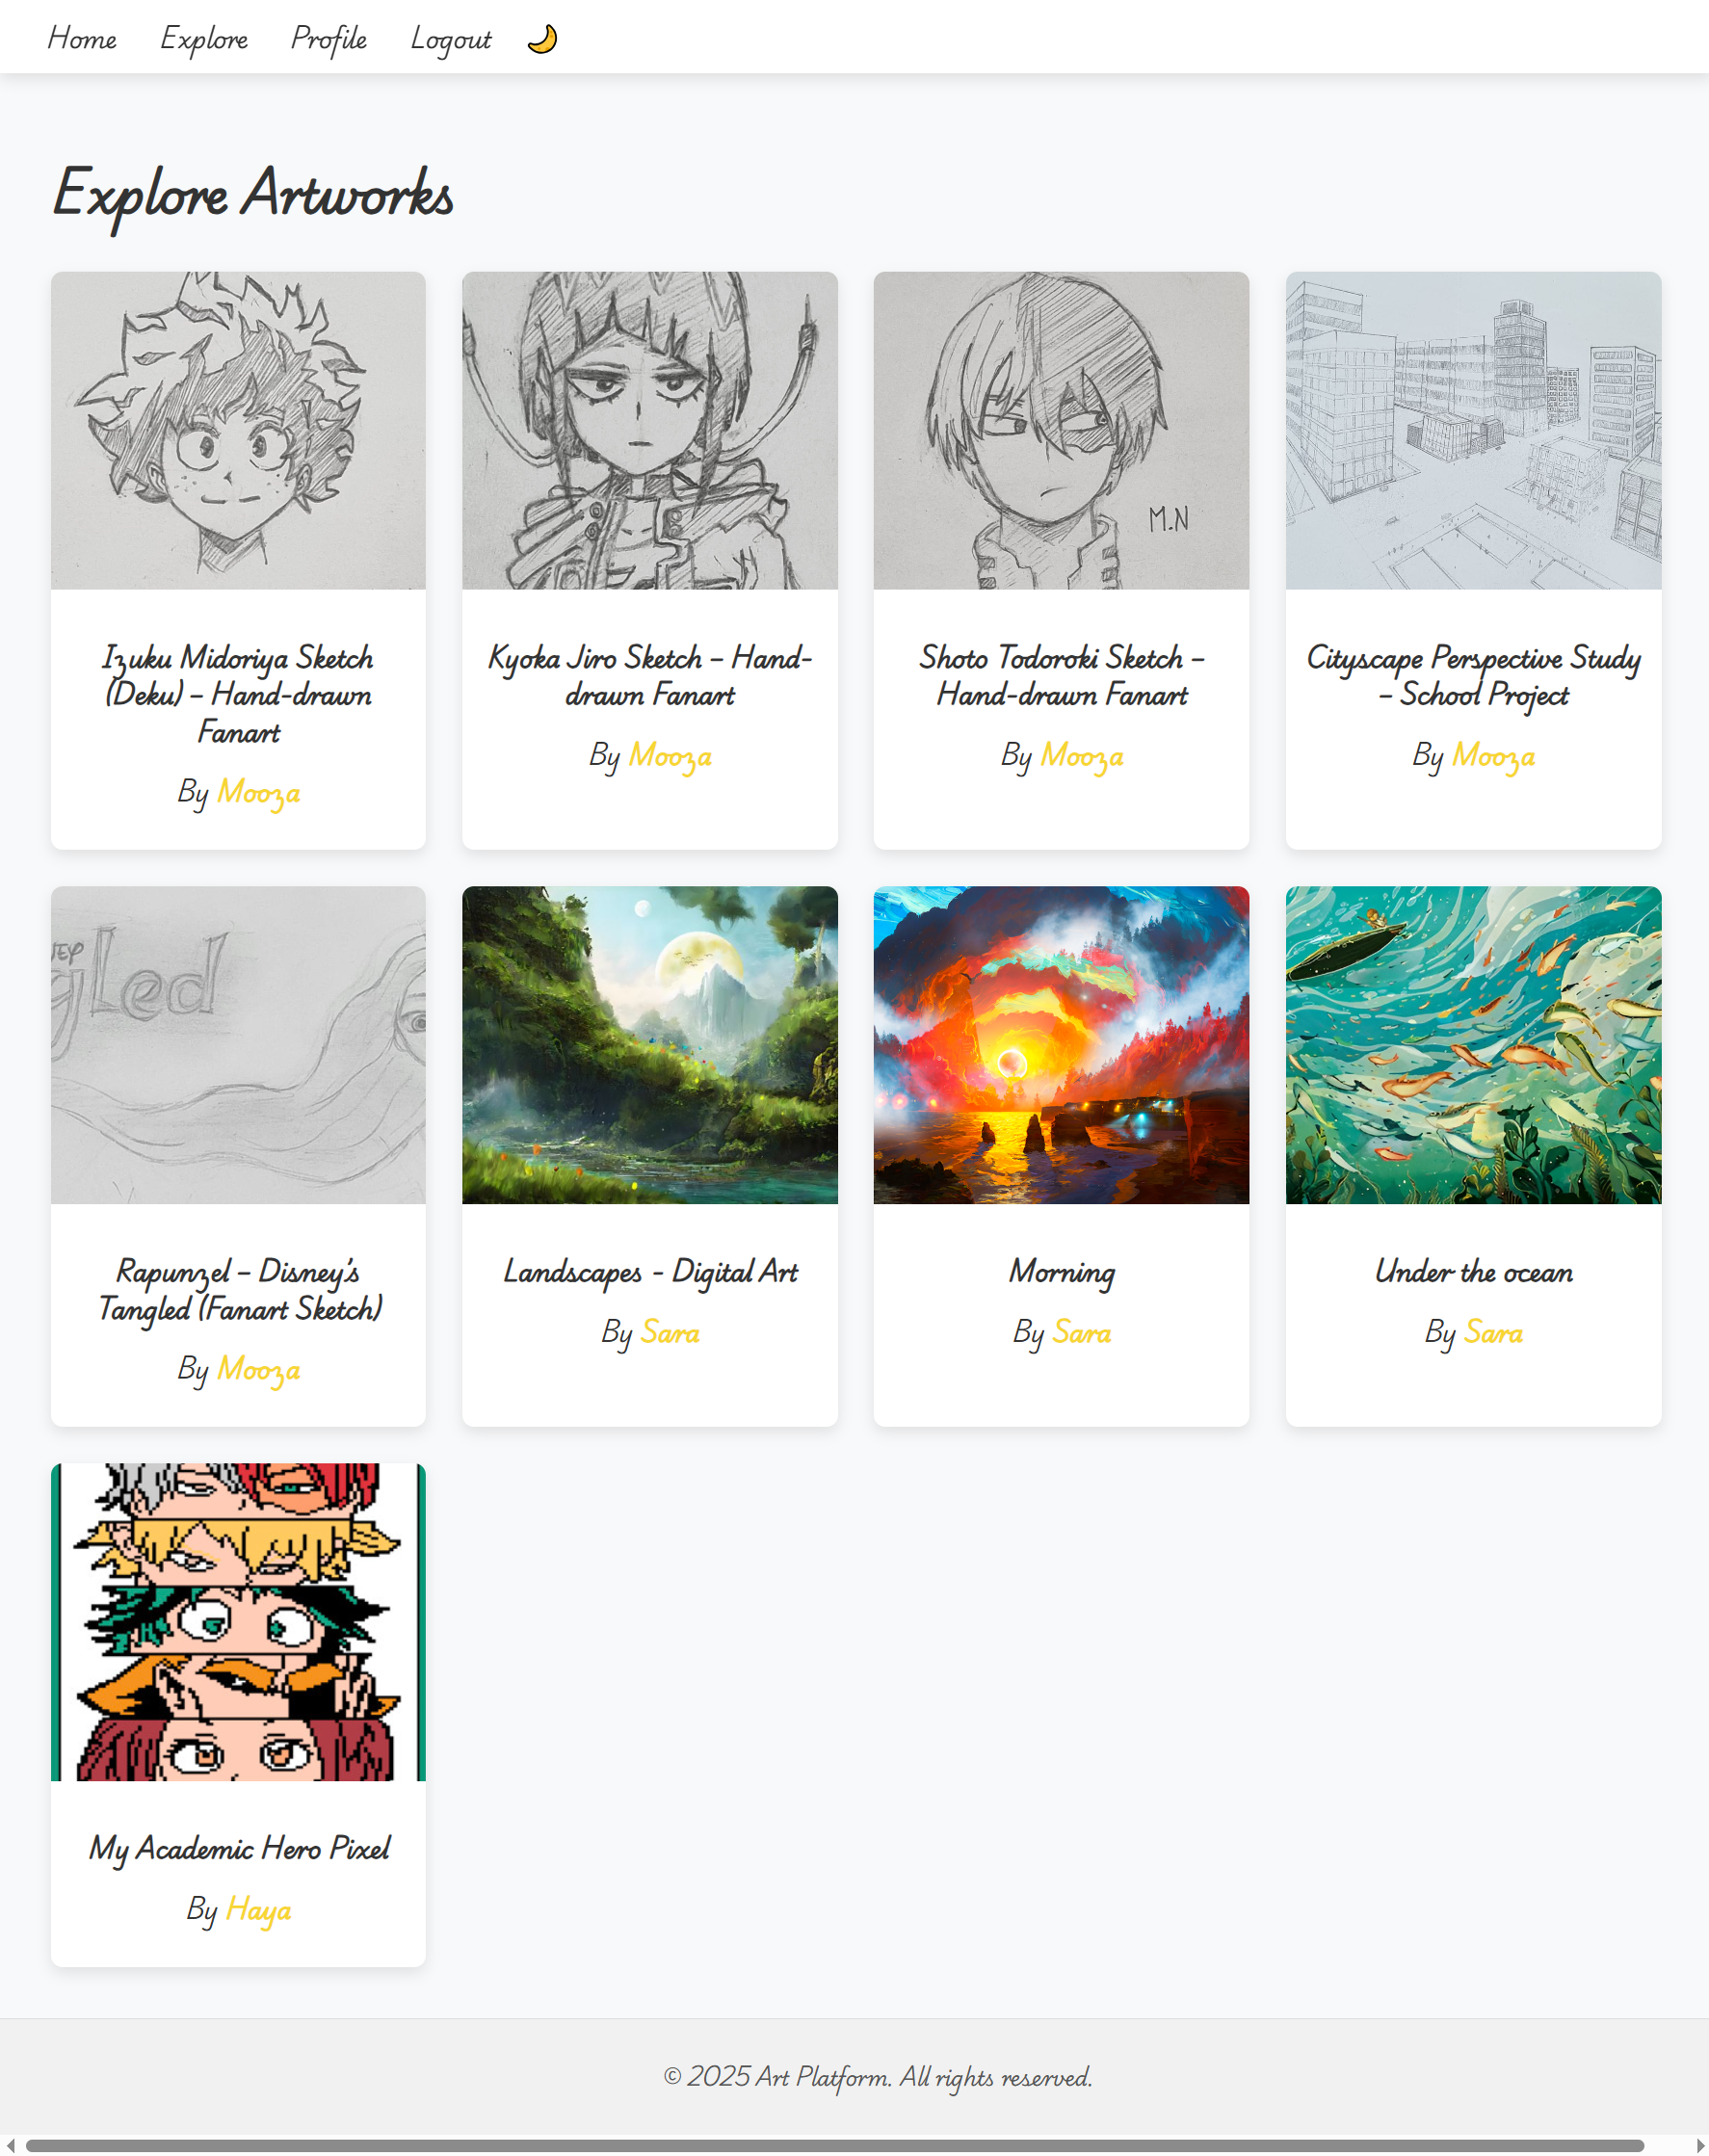 Home Explore Profile Logout
Explore Artworks
M.N
Izuku Midoriya Sketch
(Deku) – Hand-drawn
Fanart
By Mooza
Kyoka Jiro Sketch – Hand-
drawn Fanart
By Mooza
Shoto Todoroki Sketch –
Hand-drawn Fanart
By Mooza
Cityscape Perspective Study
– School Project
By Mooza
NEY
gled
Rapunzel – Disney’s
Tangled (Fanart Sketch)
By Mooza
Landscapes - Digital Art
By Sara
Morning
By Sara
Under the ocean
By Sara
My Academic Hero Pixel
By Haya
© 2025 Art Platform. All rights reserved.